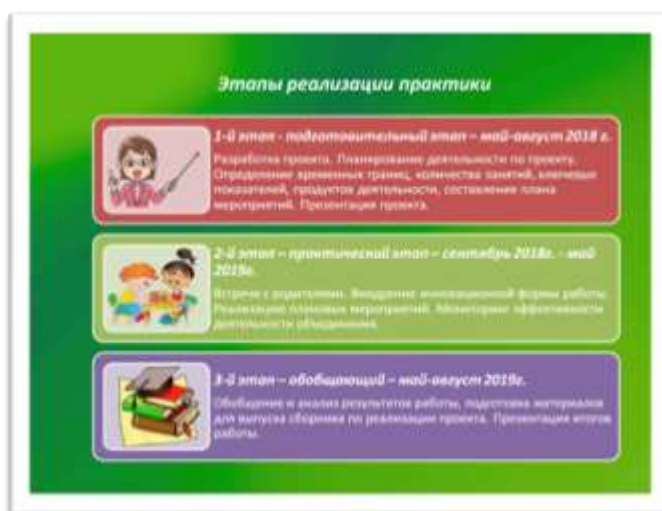 Этапы реализации практики
1-й этап - подготовительный этап – май-август 2018 г.
Разработка проекта. Планирование деятельности по проекту.
Определение временных границ, количества занятий, ключевых
показателей, продуктов деятельности, составление плана
мероприятий. Презентация проекта.
2-й этап – практический этап – сентябрь 2018г. - май
2019г.
Встречи с родителями. Внедрение инновационной формы работы.
Реализация плановых мероприятий. Мониторинг эффективности
деятельности объединения.
3-й этап – обобщающий – май-август 2019г.
Обобщение и анализ результатов работы, подготовка материалов
для выпуска сборника по реализации проекта. Презентация итогов
работы.